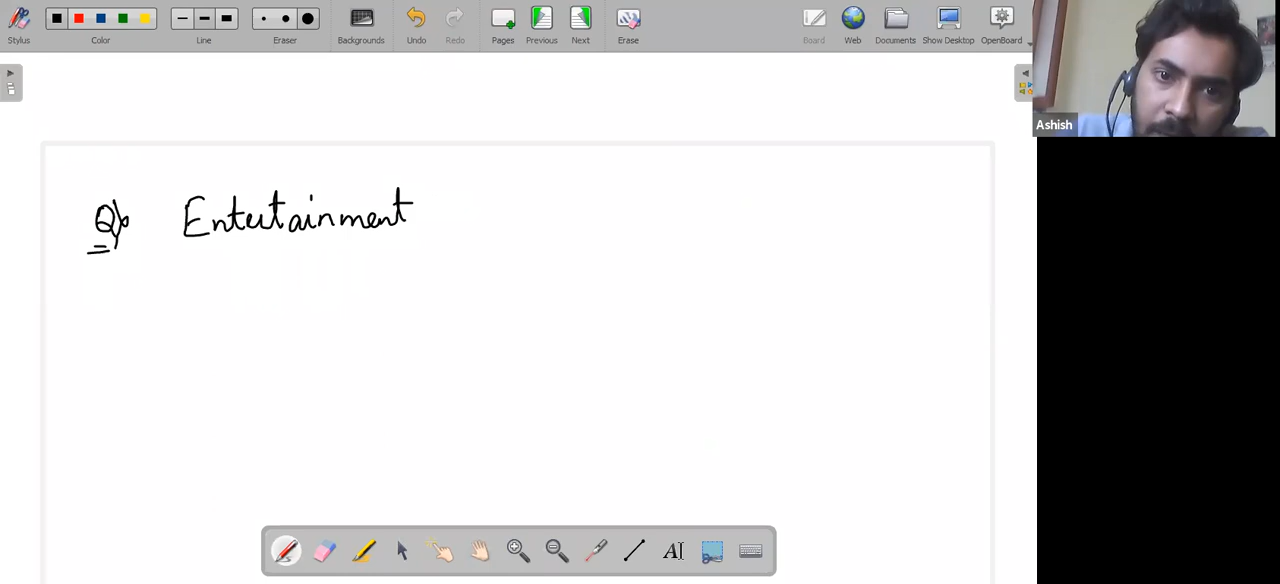 Stylus
Color
Line
Eraser
Backgrounds
Undo
Redo
Pages
Previous
Next
Erase
Board
Web
Documents
Show Desktop
OpenBoard
Ashish
Q Entertainment
A